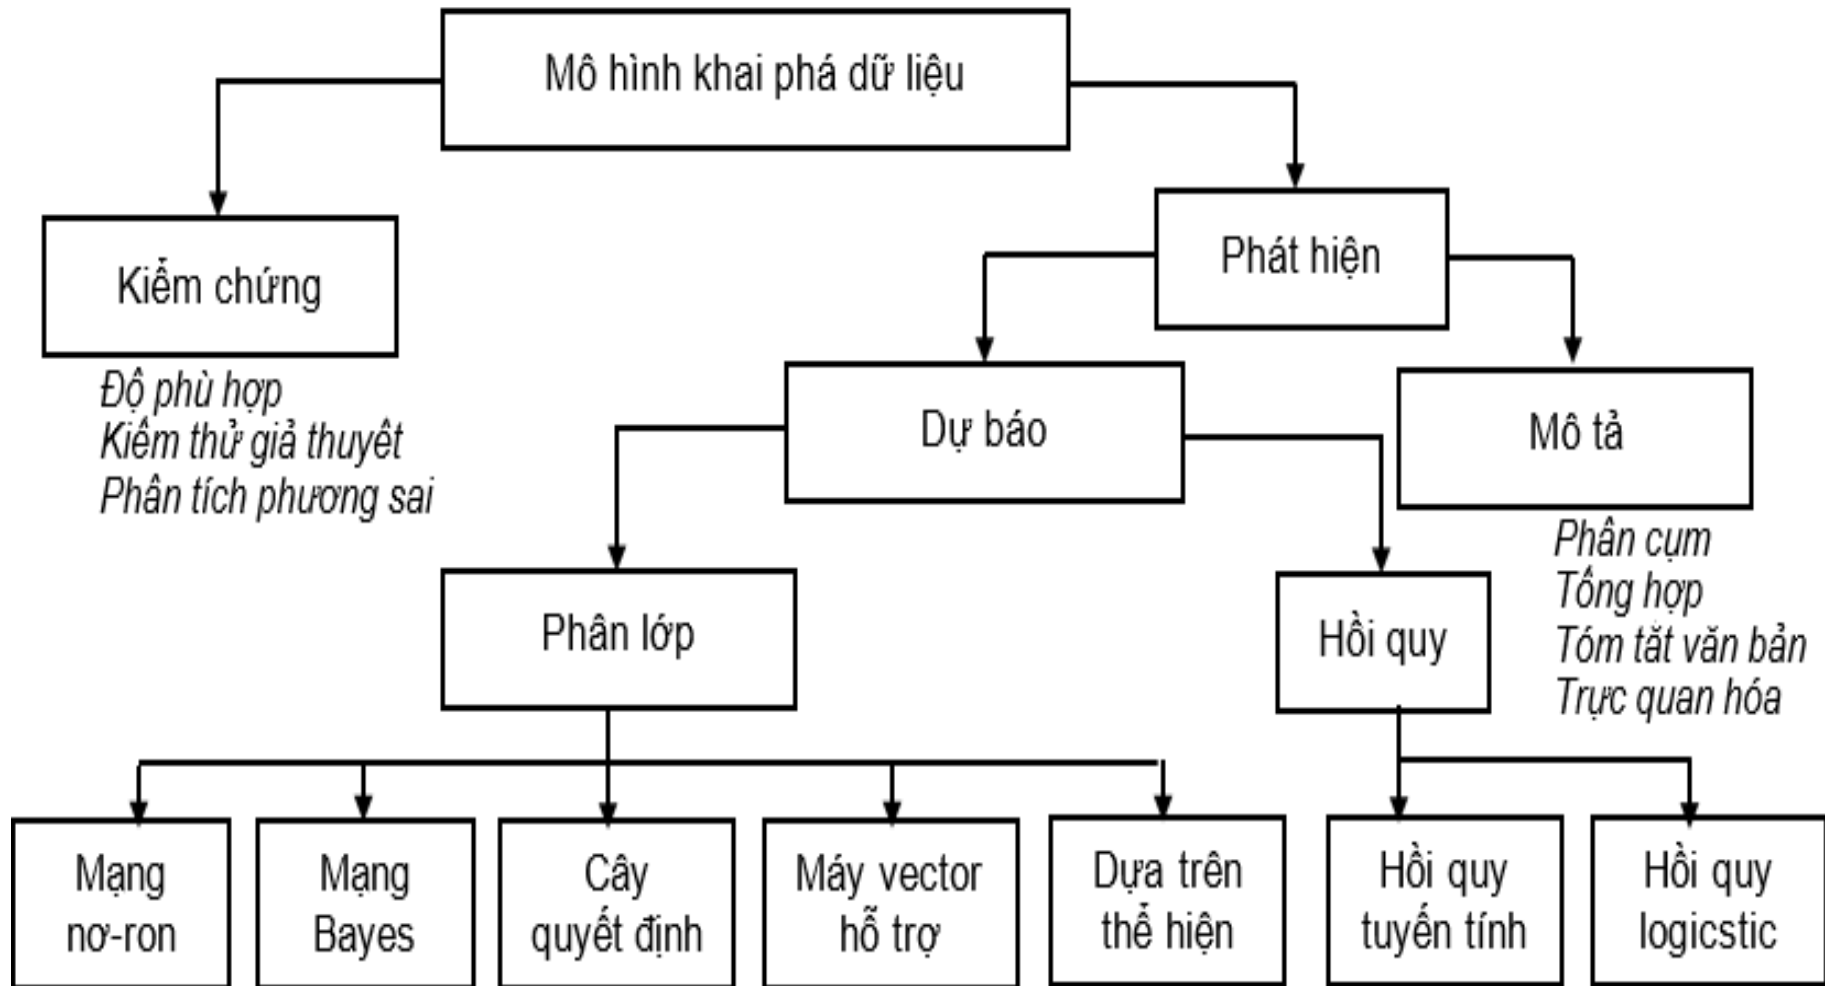 Mô hình khai phá dữ liệu
Phát hiện
Kiểm chứng
Độ phù hợp
Kiểm thử giả thuyết
Phân tích phương sai
Dự báo
Mô tả
Phân cụm
Tổng hợp
Tóm tắt văn bản
Trực quan hóa
Phân lớp
Hồi quy
Mạng
nơ-ron
Mạng
Bayes
Cây
quyết định
Máy vector
hỗ trợ
Dựa trên
thể hiện
Hồi quy
tuyến tính
Hồi quy
logicstic